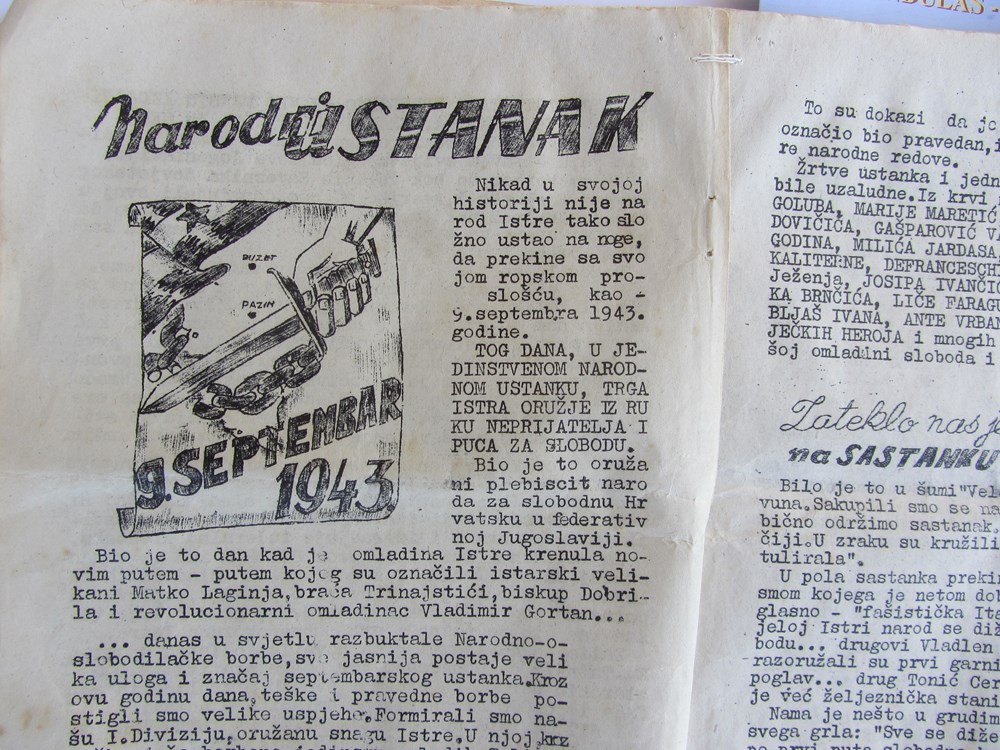 NDULAS
Narodni USTANAK
BUZET
PAZIN
9. SEPTEMBAR
1943.
Nikad u svojoj
historiji nije na
rod Istre tako slo
žno ustao na noge,
da prekine sa svo
jom ropskom pro-
slošću, kao -
9.septembra 1943.
godine.
TOG DANA, U JE-
DINSTVENOM NAROD-
NOM USTANKU, TRGA
ISTRA ORUŽJE IZ RU
KU NEPRIJATELJA I
PUCA ZA SLOBODU.
Bio je to oruža
ni plebiscit naro
da za slobodnu Hr
vatsku u federativ
noj Jugoslaviji.
Bio je to dan kad je omladina Istre krenula no-
vim putem - putem kojeg su označili istarski veli-
kani Matko Laginja,braća Trinajstići,biskup Dobri-
la i revolucionarni omladinac Vladimir Gortan...
... danas u svjetlu razbuktale Narodno-o-
slobodilačke borbe,sve jasnija postaje veli
ka uloga i značaj septembarskog ustanka.Kroz
ovu godinu dana,teške i pravedne borbe po-
stigli smo velike uspjehe.Formirali smo na-
šu I.Diviziju,oružanu snagu Istre.U njoj,krz
To su dokazi da je
označio bio pravedan,i
re narodne redove.
Žrtve ustanka i jedn
bile uzaludne.Iz krvi
GOLUBA, MARIJE MARETIĆ
DOVIČIĆA, GAŠPAROVIĆ VA
GODINA, MILIĆA JARDASA
KALITERNE, DEFRANCESCH
Ježenja, JOSIPA IVANČIĆ
KA BRNČIĆA, LIČE FARAG
BLJAŠ IVANA, ANTE VRBAN
JEČKIH HEROJA i mnogih
šoj omladini sloboda i
Zateklo nas je
na SASTANKU
Bilo je to u šumi"Vel
vuna.Sakupili smo se na
bično održimo sastanak.
čiji.U zraku su kružili
tulirala".
U pola sastanka prekin
smom kojega je netom do
glasno - "fašistička Ita
jeloj Istri narod se diž
bodu... drugovi Vladlen
razoružali su prvi garni
poglav... drug Tonić Cer
je već željeznička stani
Nama je nešto u grudim
svega grla: "Sve se diže